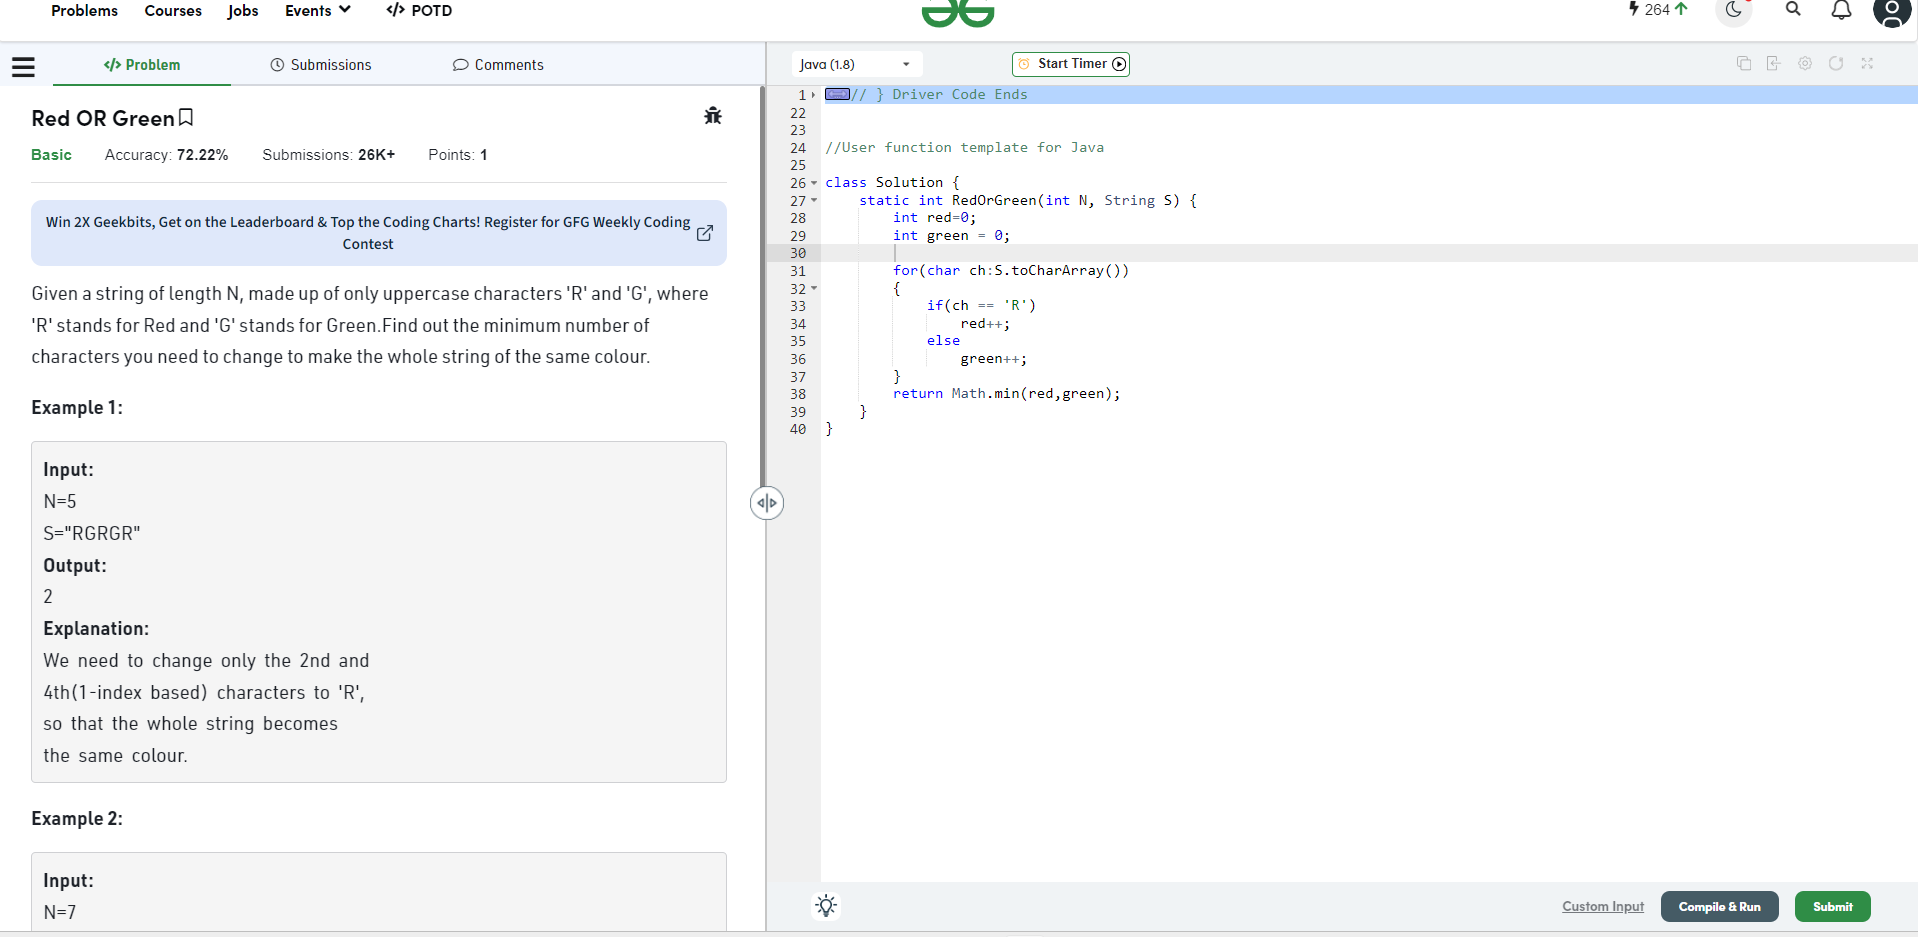 Problems Courses Jobs Events </> POTD
264
</> Problem Submissions Comments
Java (1.8) Start Timer
Red OR Green
Basic Accuracy: 72.22% Submissions: 26K+ Points: 1
Win 2X Geekbits, Get on the Leaderboard & Top the Coding Charts! Register for GFG Weekly Coding
Contest
Given a string of length N, made up of only uppercase characters 'R' and 'G', where
'R' stands for Red and 'G' stands for Green.Find out the minimum number of
characters you need to change to make the whole string of the same colour.
Example 1:
Input:
N=5
S="RGRGR"
Output:
2
Explanation:
We need to change only the 2nd and
4th(1-index based) characters to 'R',
so that the whole string becomes
the same colour.
Example 2:
Input:
N=7
1 // } Driver Code Ends
22
23
24 //User function template for Java
25
26 class Solution {
27 static int RedOrGreen(int N, String S) {
28 int red=0;
29 int green = 0;
30
31 for(char ch:S.toCharArray())
32 {
33 if(ch == 'R')
34 red++;
35 else
36 green++;
37 }
38 return Math.min(red,green);
39 }
40 }
Custom Input Compile & Run Submit